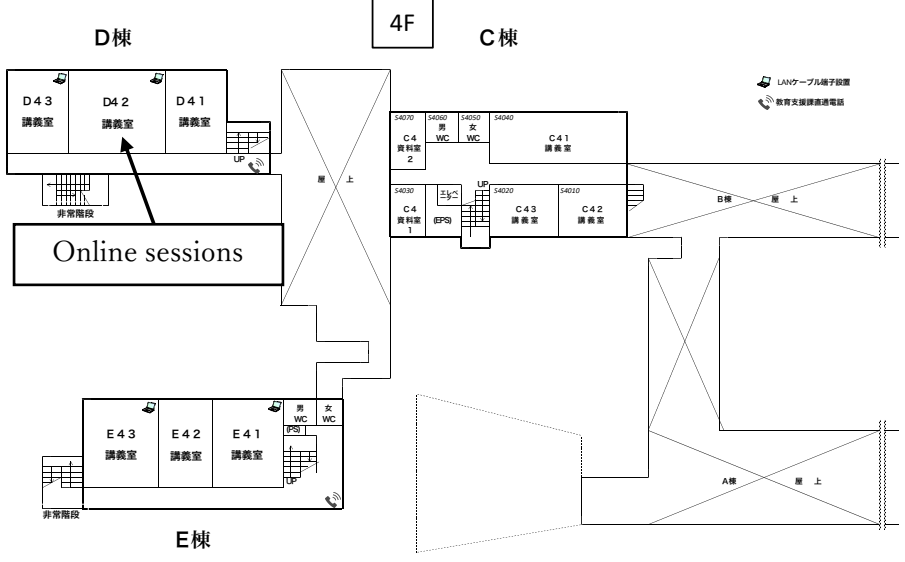 4F
D棟
C棟
LANケーブル端子設置
教育支援課直通電話
D43
講義室
D42
講義室
D41
講義室
UP
非常階段
Online sessions
屋 上
S4070
C4
資料室
2
S4060
男
WC
S4050
女
WC
S4040
C41
講義室
S4030
C4
資料室
1
エレベーター
(EPS)
UP
S4020
C43
講義室
S4010
C42
講義室
B棟 屋 上
E43
講義室
E42
講義室
E41
講義室
男
WC
女
WC
(PS)
UP
非常階段
E棟
A棟 屋 上